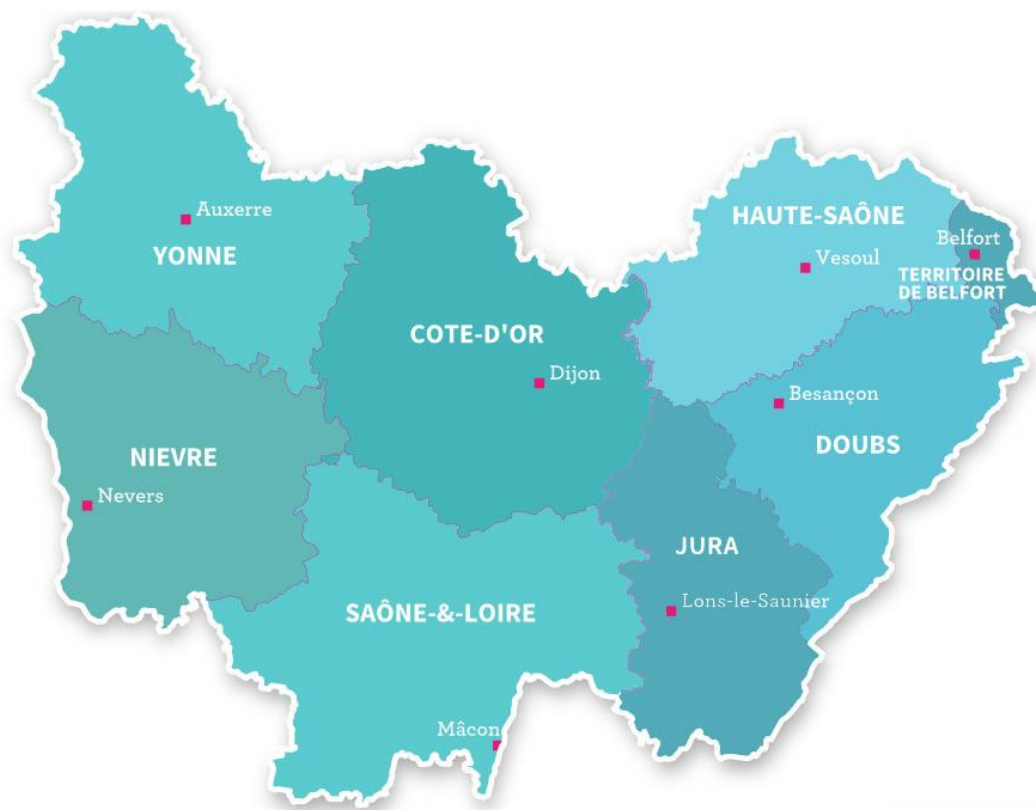 Auxerre
YONNE
HAUTE-SAÔNE
Vesoul
Belfort
TERRITOIRE
DE BELFORT
COTE-D'OR
Dijon
Besançon
DOUBS
NIEVRE
Nevers
JURA
Lons-le-Saunier
SAÔNE-&-LOIRE
Mâcon